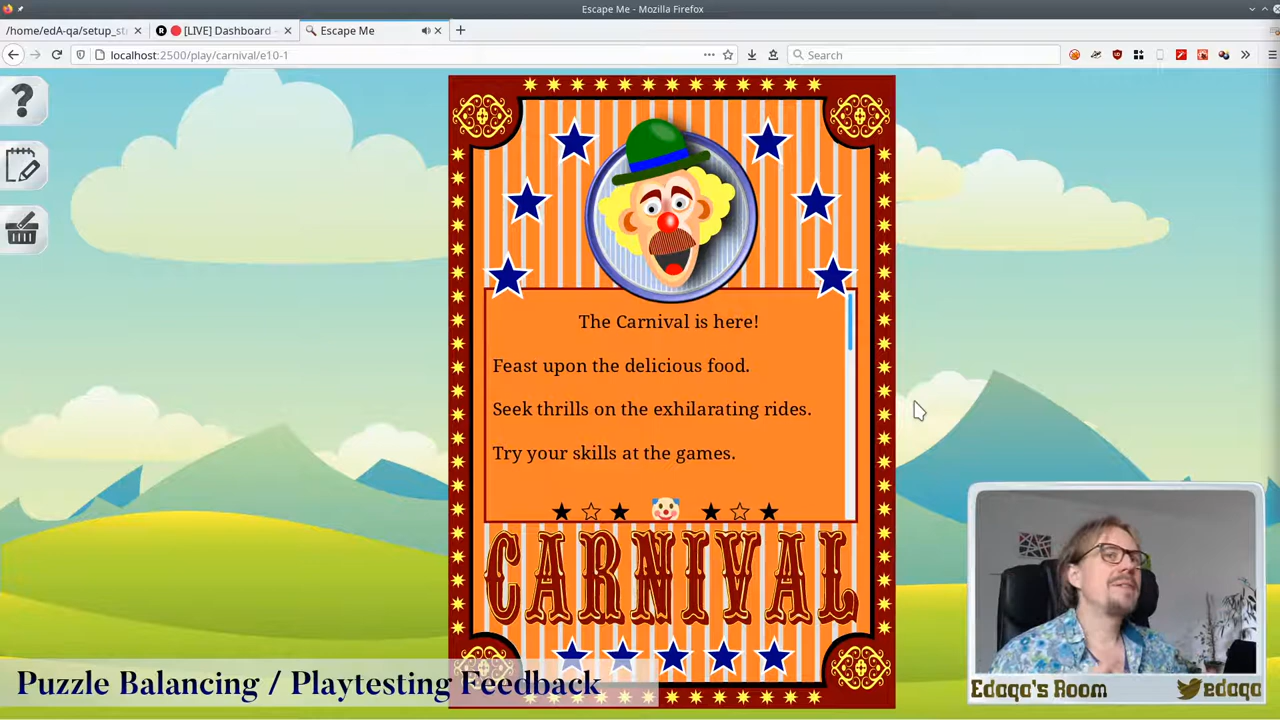 Escape Me - Mozilla Firefox
/home/edA-qa/setup_st
[LIVE] Dashboard -
Escape Me
localhost:2500/play/carnival/e10-1
Search
The Carnival is here!
Feast upon the delicious food.
Seek thrills on the exhilarating rides.
Try your skills at the games.
CARNIVAL
Puzzle Balancing / Playtesting Feedback
Edaqa's Room
edaqa